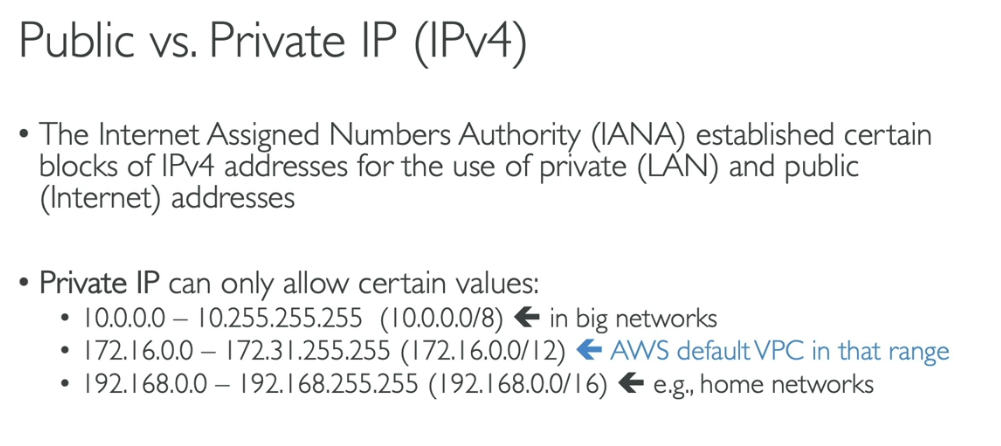 Public vs. Private IP (IPv4)
• The Internet Assigned Numbers Authority (IANA) established certain
blocks of IPv4 addresses for the use of private (LAN) and public
(Internet) addresses
• Private IP can only allow certain values:
• 10.0.0.0 – 10.255.255.255 (10.0.0.0/8) ← in big networks
• 172.16.0.0 – 172.31.255.255 (172.16.0.0/12) ← AWS default VPC in that range
• 192.168.0.0 – 192.168.255.255 (192.168.0.0/16) ← e.g., home networks